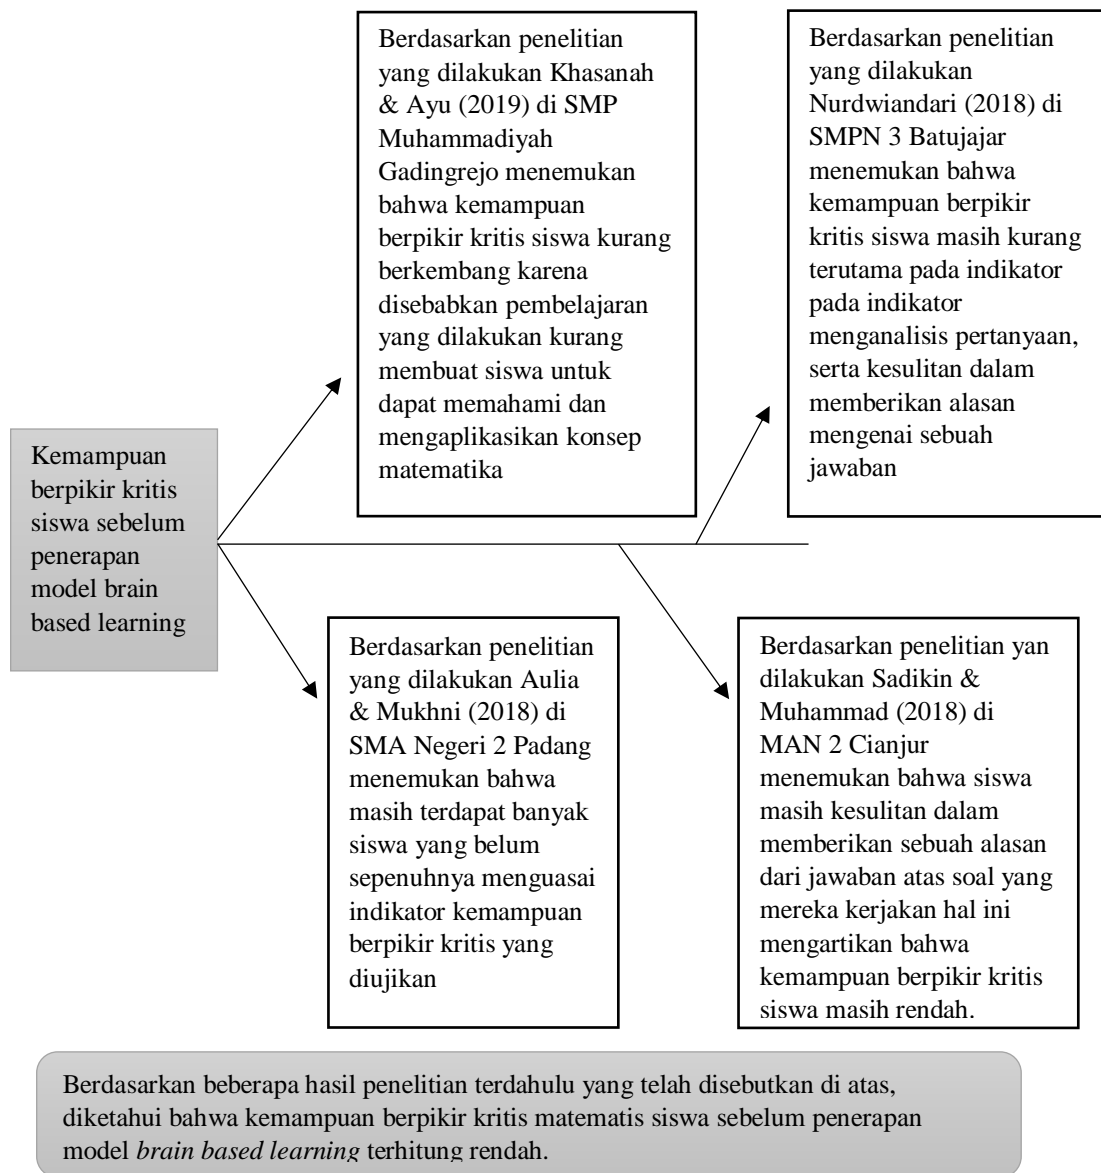 Kemampuan
berpikir kritis
siswa sebelum
penerapan
model brain
based learning
Berdasarkan penelitian
yang dilakukan Khasanah
& Ayu (2019) di SMP
Muhammadiyah
Gadingrejo menemukan
bahwa kemampuan
berpikir kritis siswa kurang
berkembang karena
disebabkan pembelajaran
yang dilakukan kurang
membuat siswa untuk
dapat memahami dan
mengaplikasikan konsep
matematika
Berdasarkan penelitian
yang dilakukan
Nurdwiandari (2018) di
SMPN 3 Batujajar
menemukan bahwa
kemampuan berpikir
kritis siswa masih kurang
terutama pada indikator
pada indikator
menganalisis pertanyaan,
serta kesulitan dalam
memberikan alasan
mengenai sebuah
jawaban
Berdasarkan penelitian
yang dilakukan Aulia
& Mukhni (2018) di
SMA Negeri 2 Padang
menemukan bahwa
masih terdapat banyak
siswa yang belum
sepenuhnya menguasai
indikator kemampuan
berpikir kritis yang
diujikan
Berdasarkan penelitian yan
dilakukan Sadikin &
Muhammad (2018) di
MAN 2 Cianjur
menemukan bahwa siswa
masih kesulitan dalam
memberikan sebuah alasan
dari jawaban atas soal yang
mereka kerjakan hal ini
mengartikan bahwa
kemampuan berpikir kritis
siswa masih rendah.
Berdasarkan beberapa hasil penelitian terdahulu yang telah disebutkan di atas,
diketahui bahwa kemampuan berpikir kritis matematis siswa sebelum penerapan
model brain based learning terhitung rendah.